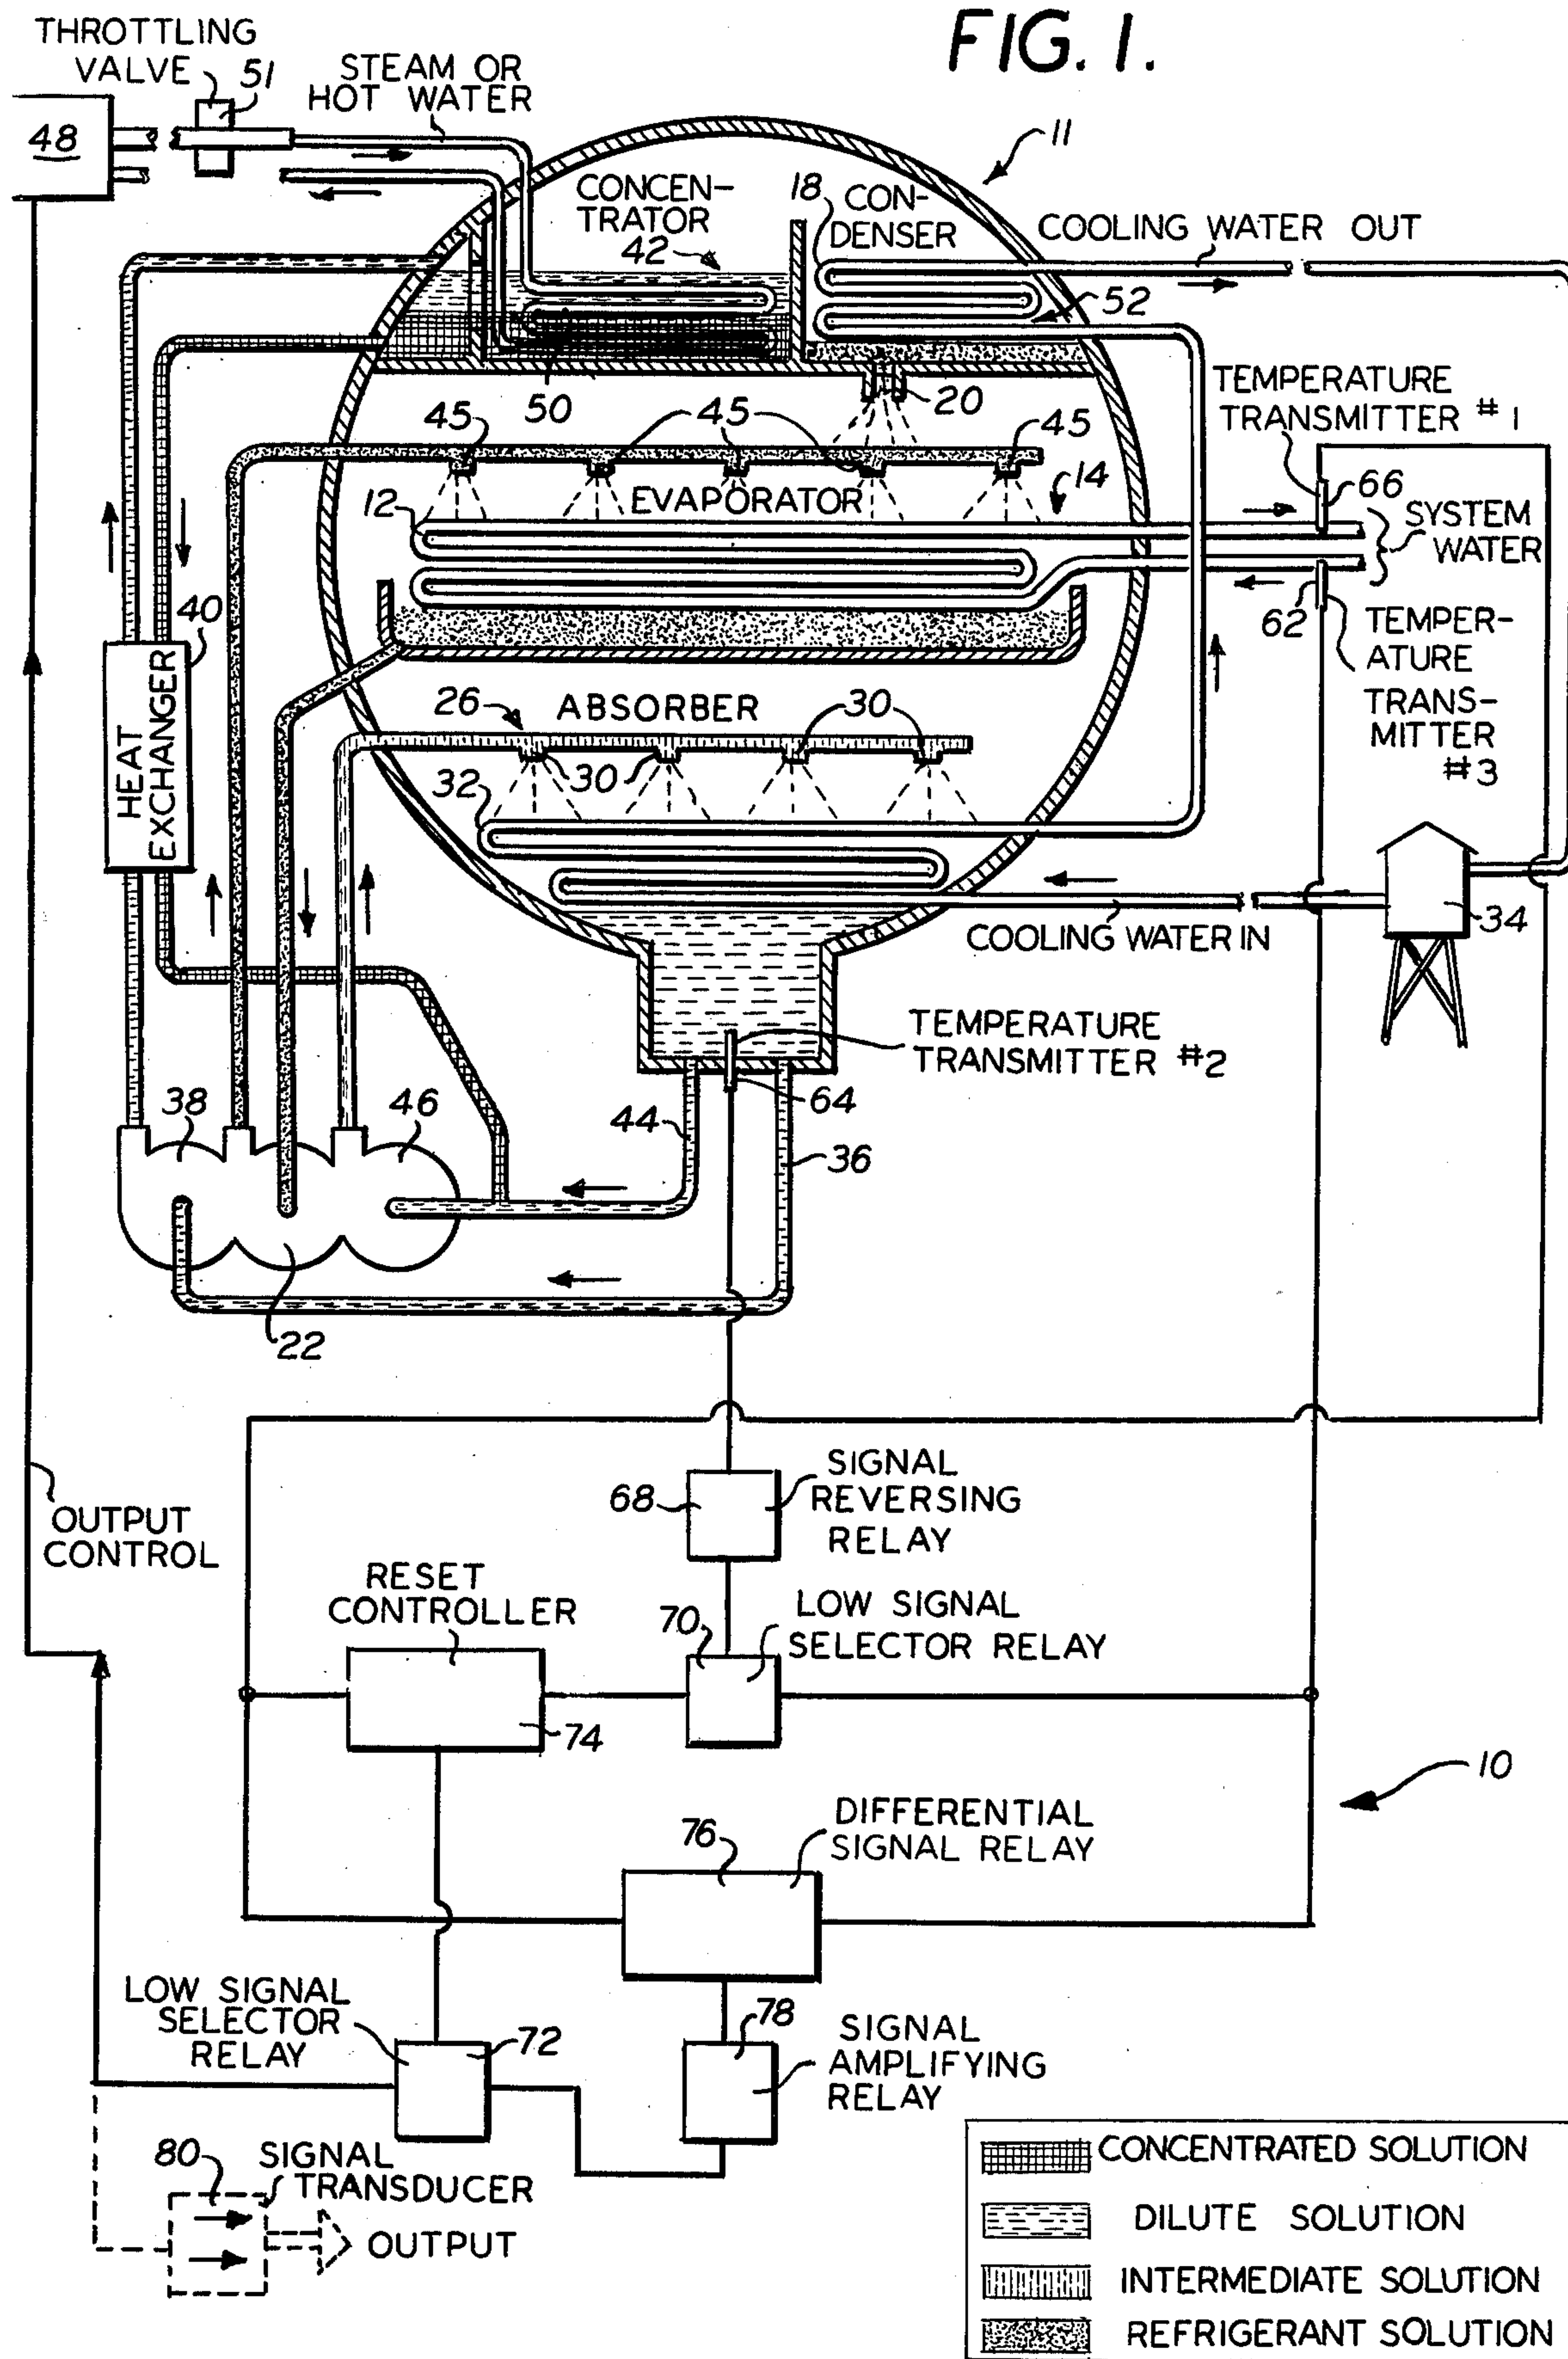 FIG. 1.
THROTTLING
VALVE
51
STEAM OR
HOT WATER
48
11
CONCEN-
TRATOR
42
18
CON-
DENSER
COOLING WATER OUT
52
50
20
TEMPERATURE
TRANSMITTER #1
45
45
45
EVAPORATOR
14
12
66
SYSTEM
WATER
40
62
TEMPER-
ATURE
TRANS-
MITTER
#3
HEAT
EXCHANGER
26
ABSORBER
30
30
32
34
COOLING WATER IN
TEMPERATURE
TRANSMITTER #2
64
38
46
44
36
22
SIGNAL
REVERSING
RELAY
68
OUTPUT
CONTROL
RESET
CONTROLLER
70
LOW SIGNAL
SELECTOR RELAY
74
10
76
DIFFERENTIAL
SIGNAL RELAY
LOW SIGNAL
SELECTOR
RELAY
72
78
SIGNAL
AMPLIFYING
RELAY
80
SIGNAL
TRANSDUCER
OUTPUT
CONCENTRATED SOLUTION
DILUTE SOLUTION
INTERMEDIATE SOLUTION
REFRIGERANT SOLUTION